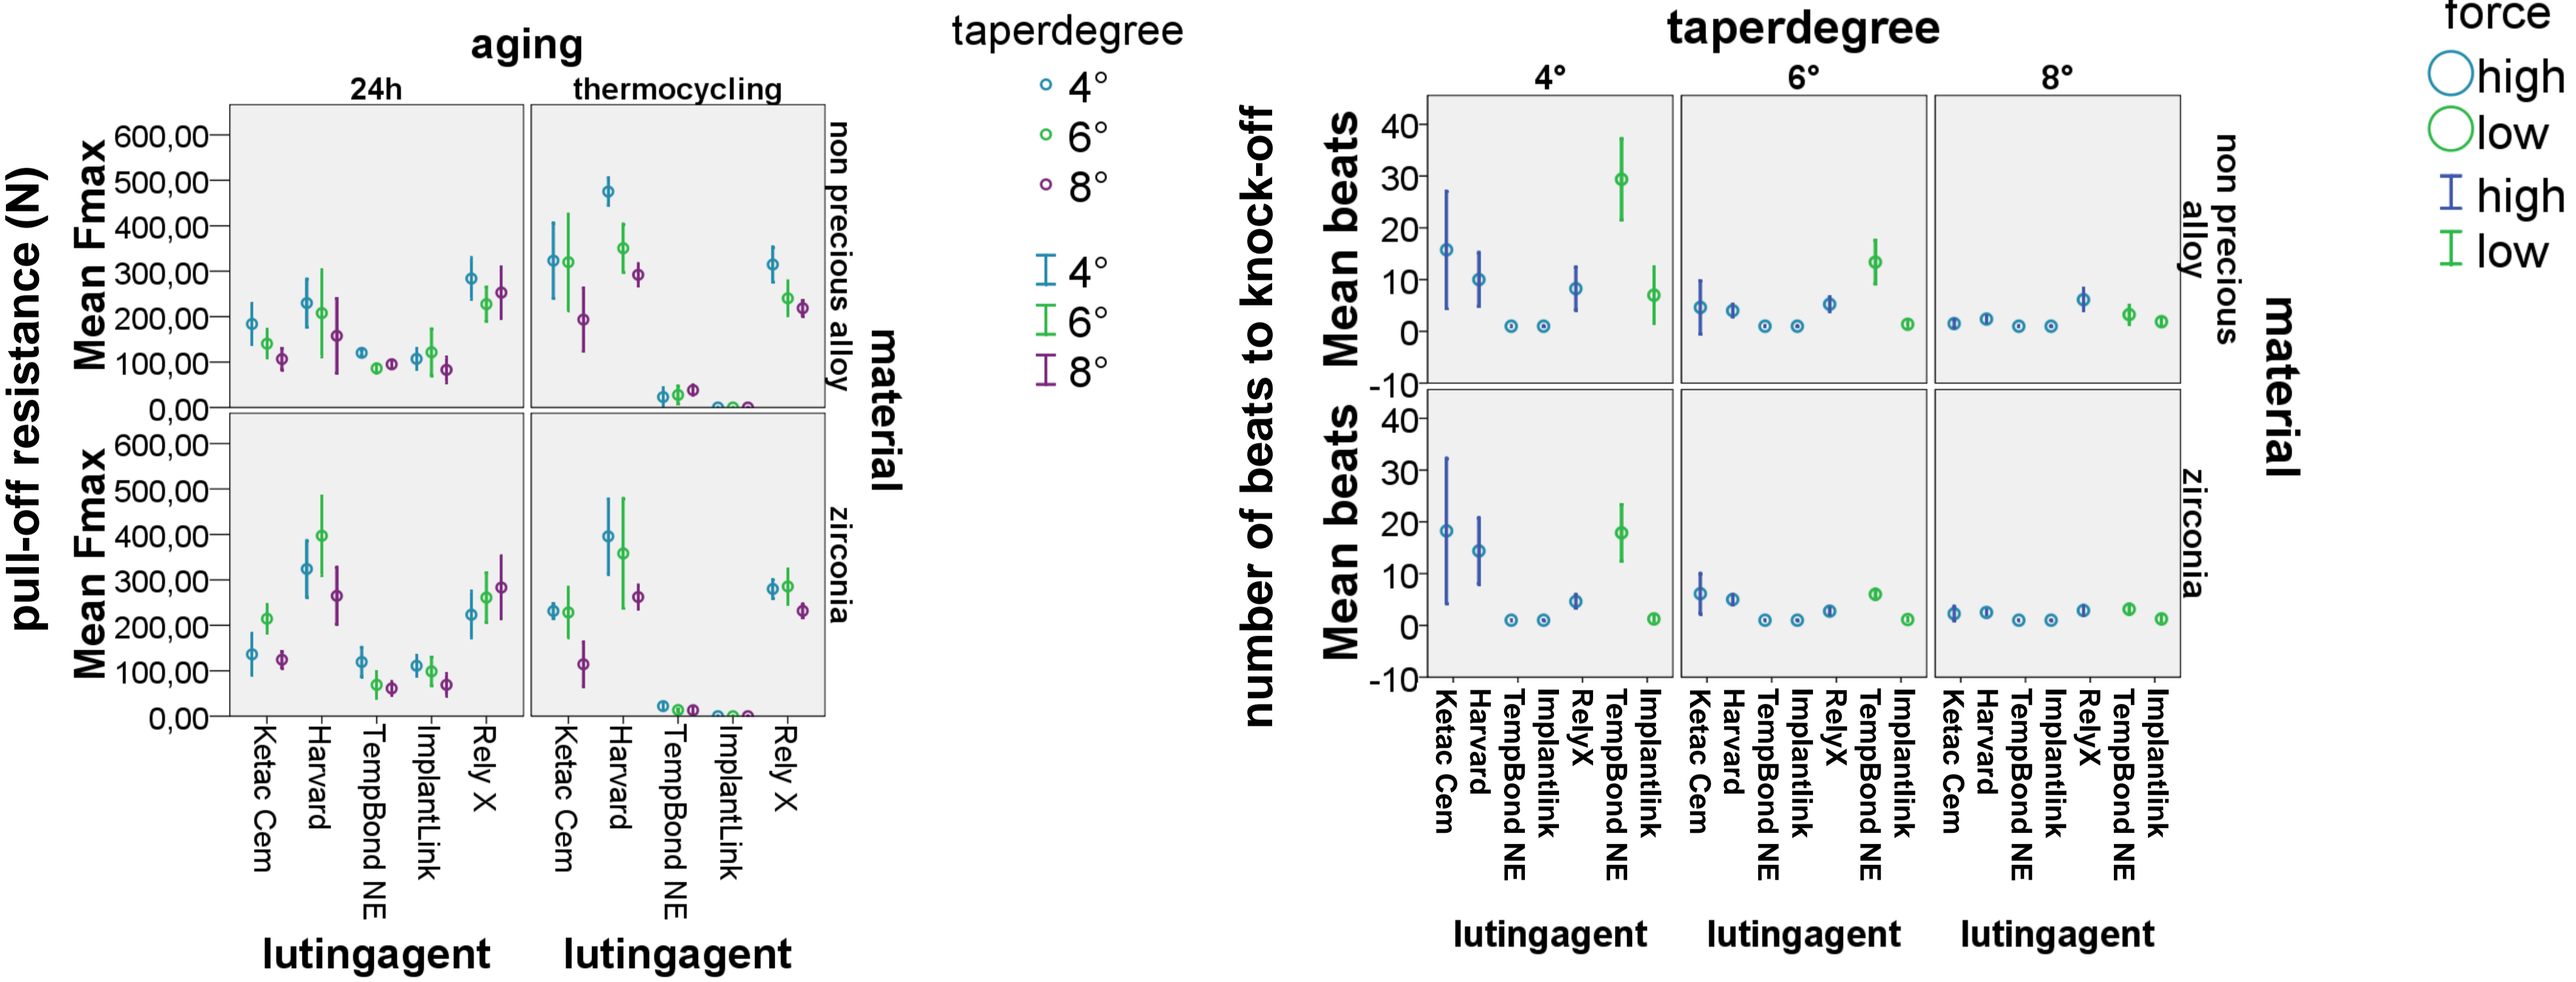 aging
24h
thermocycling
pull-off resistance (N)
Mean Fmax
600,00
500,00
400,00
300,00
200,00
100,00
0,00
non precious alloy
Mean Fmax
600,00
500,00
400,00
300,00
200,00
100,00
0,00
zirconia
material
Ketac Cem
Harvard
TempBond NE
ImplantLink
Rely X
Ketac Cem
Harvard
TempBond NE
ImplantLink
Rely X
lutingagent
lutingagent
taperdegree
4°
6°
8°
4°
6°
8°
taperdegree
4°
6°
8°
number of beats to knock-off
Mean beats
40
30
20
10
0
-10
non precious
alloy
Mean beats
40
30
20
10
0
-10
zirconia
material
Ketac Cem
Harvard
TempBond NE
Implantlink
RelyX
TempBond NE
Implantlink
Ketac Cem
Harvard
TempBond NE
Implantlink
RelyX
TempBond NE
Implantlink
Ketac Cem
Harvard
TempBond NE
Implantlink
RelyX
TempBond NE
Implantlink
lutingagent
lutingagent
lutingagent
force
high
low
high
low